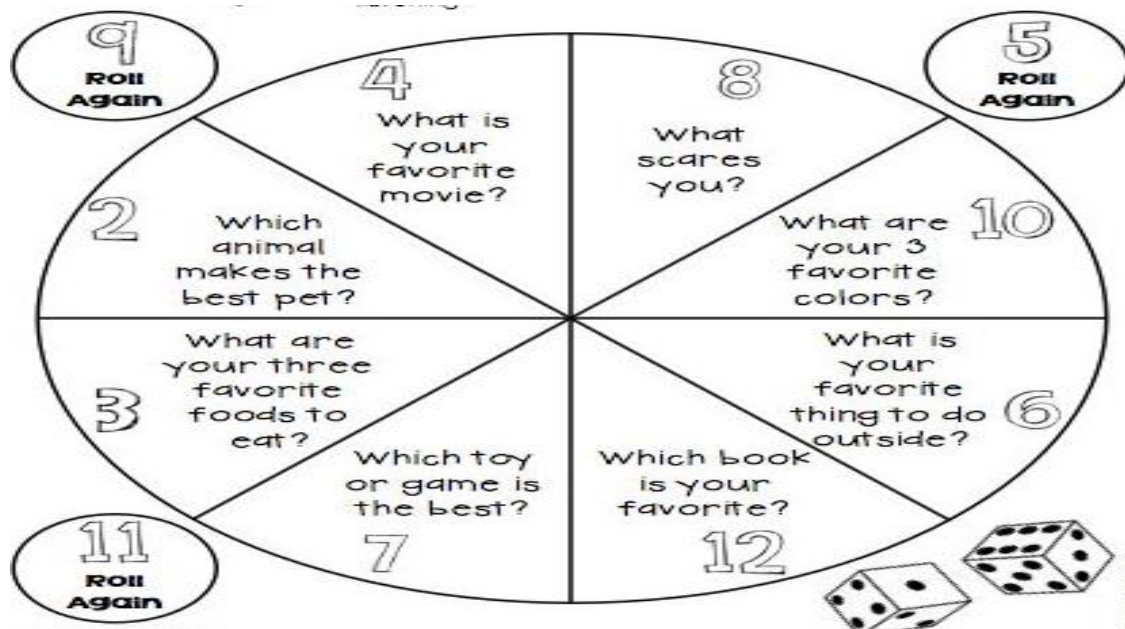 9
Roll
Again
4
What is
your
favorite
movie?
8
What
scares
you?
5
Roll
Again
2
Which
animal
makes the
best pet?
10
What are
your 3
favorite
colors?
3
What are
your three
favorite
foods to
eat?
6
What is
your
favorite
thing to do
outside?
7
Which toy
or game is
the best?
12
Which book
is your
favorite?
11
Roll
Again